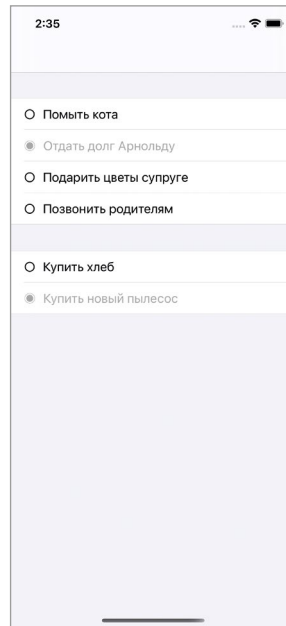 2:35
Помыть кота
Отдать долг Арнольду
Подарить цветы супруге
Позвонить родителям
Купить хлеб
Купить новый пылесос